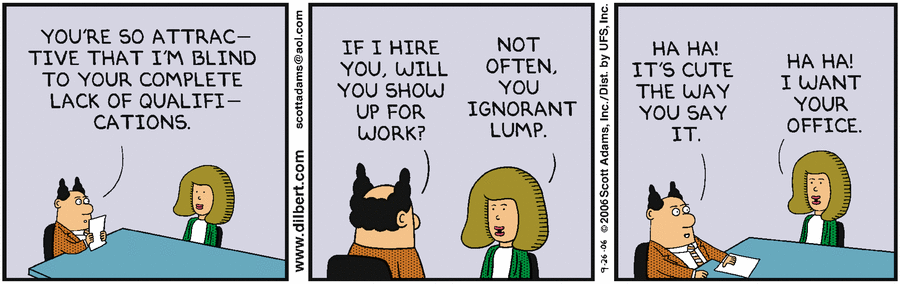 YOU'RE SO ATTRAC-
TIVE THAT I'M BLIND
TO YOUR COMPLETE
LACK OF QUALIFI-
CATIONS.
www.dilbert.com scottadams@aol.com
IF I HIRE
YOU, WILL
YOU SHOW
UP FOR
WORK?
NOT
OFTEN,
YOU
IGNORANT
LUMP.
9-26-06 © 2006 Scott Adams, Inc./Dist. by UFS, Inc.
HA HA!
IT'S CUTE
THE WAY
YOU SAY
IT.
HA HA!
I WANT
YOUR
OFFICE.